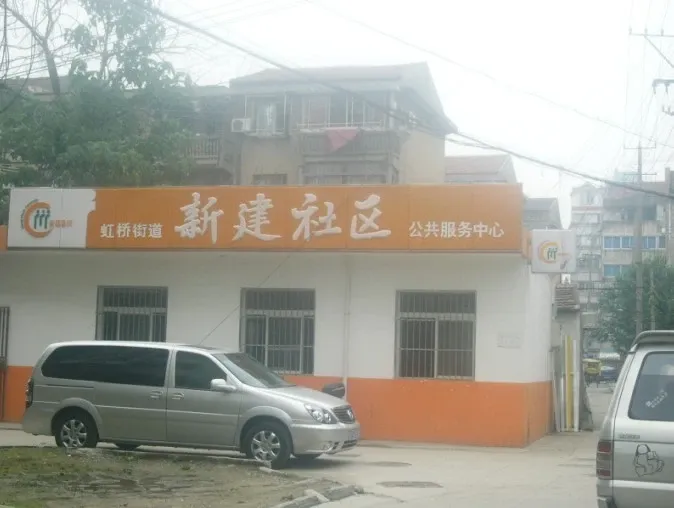 虹桥街道 新建社区 公共服务中心